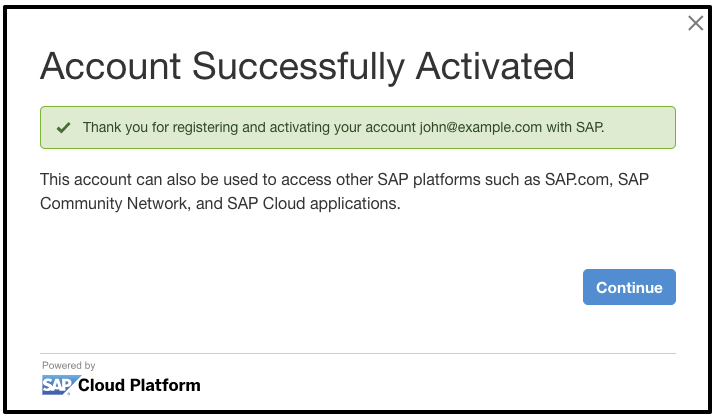 Account Successfully Activated
Thank you for registering and activating your account john@example.com with SAP.
This account can also be used to access other SAP platforms such as SAP.com, SAP
Community Network, and SAP Cloud applications.
Continue
Powered by
SAP Cloud Platform